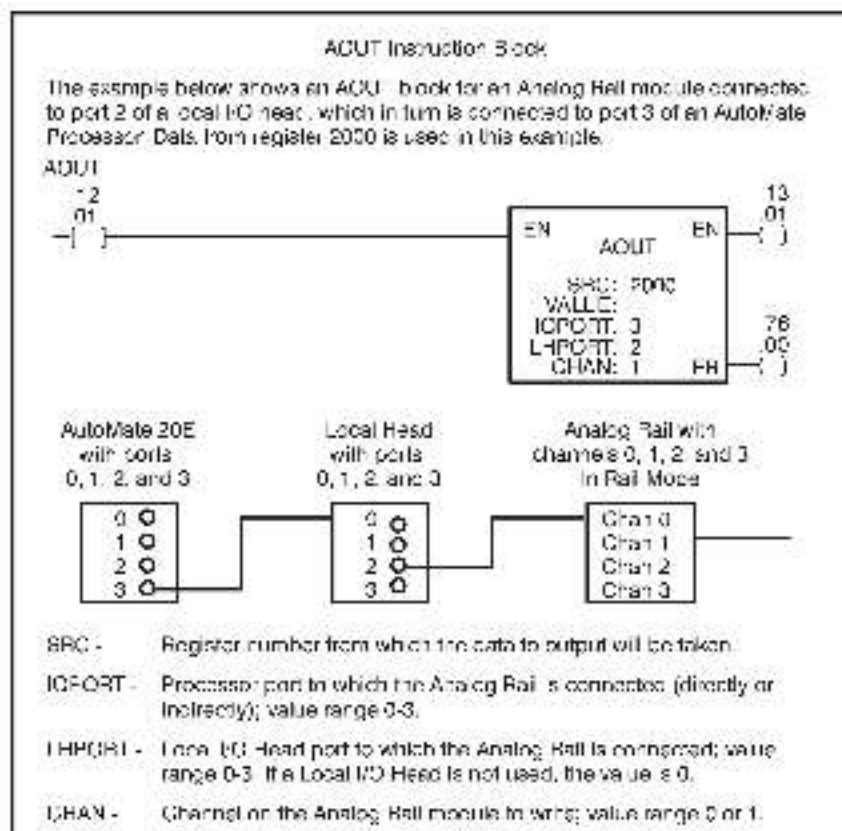 AOUT Instruction Block
The example below shows an AOUT block for an Analog Rail module connected
to port 2 of a local I/O head, which in turn is connected to port 3 of an AutoMate
Processor. Data from register 2000 is used in this example.
AOUT
12
01
13
.01
EN
EN
AOUT
SRC: 2000
VALUE:
IOPORT: 3
LHPORT: 2
CHAN: 1
ER
76
.00
AutoMate 20E
with ports
0, 1, 2, and 3
Local Head
with ports
0, 1, 2, and 3
Analog Rail with
channels 0, 1, 2, and 3
In Rail Mode
0
1
2
3
0
1
2
3
Chan 0
Chan 1
Chan 2
Chan 3
SRC - Register number from which the data to output will be taken.
IOPORT - Processor port to which the Analog Rail is connected (directly or
indirectly); value range 0-3.
LHPORT - Local I/O Head port to which the Analog Rail is connected; value
range 0-3. If a Local I/O Head is not used, the value is 0.
CHAN - Channel on the Analog Rail module to write; value range 0 or 1.